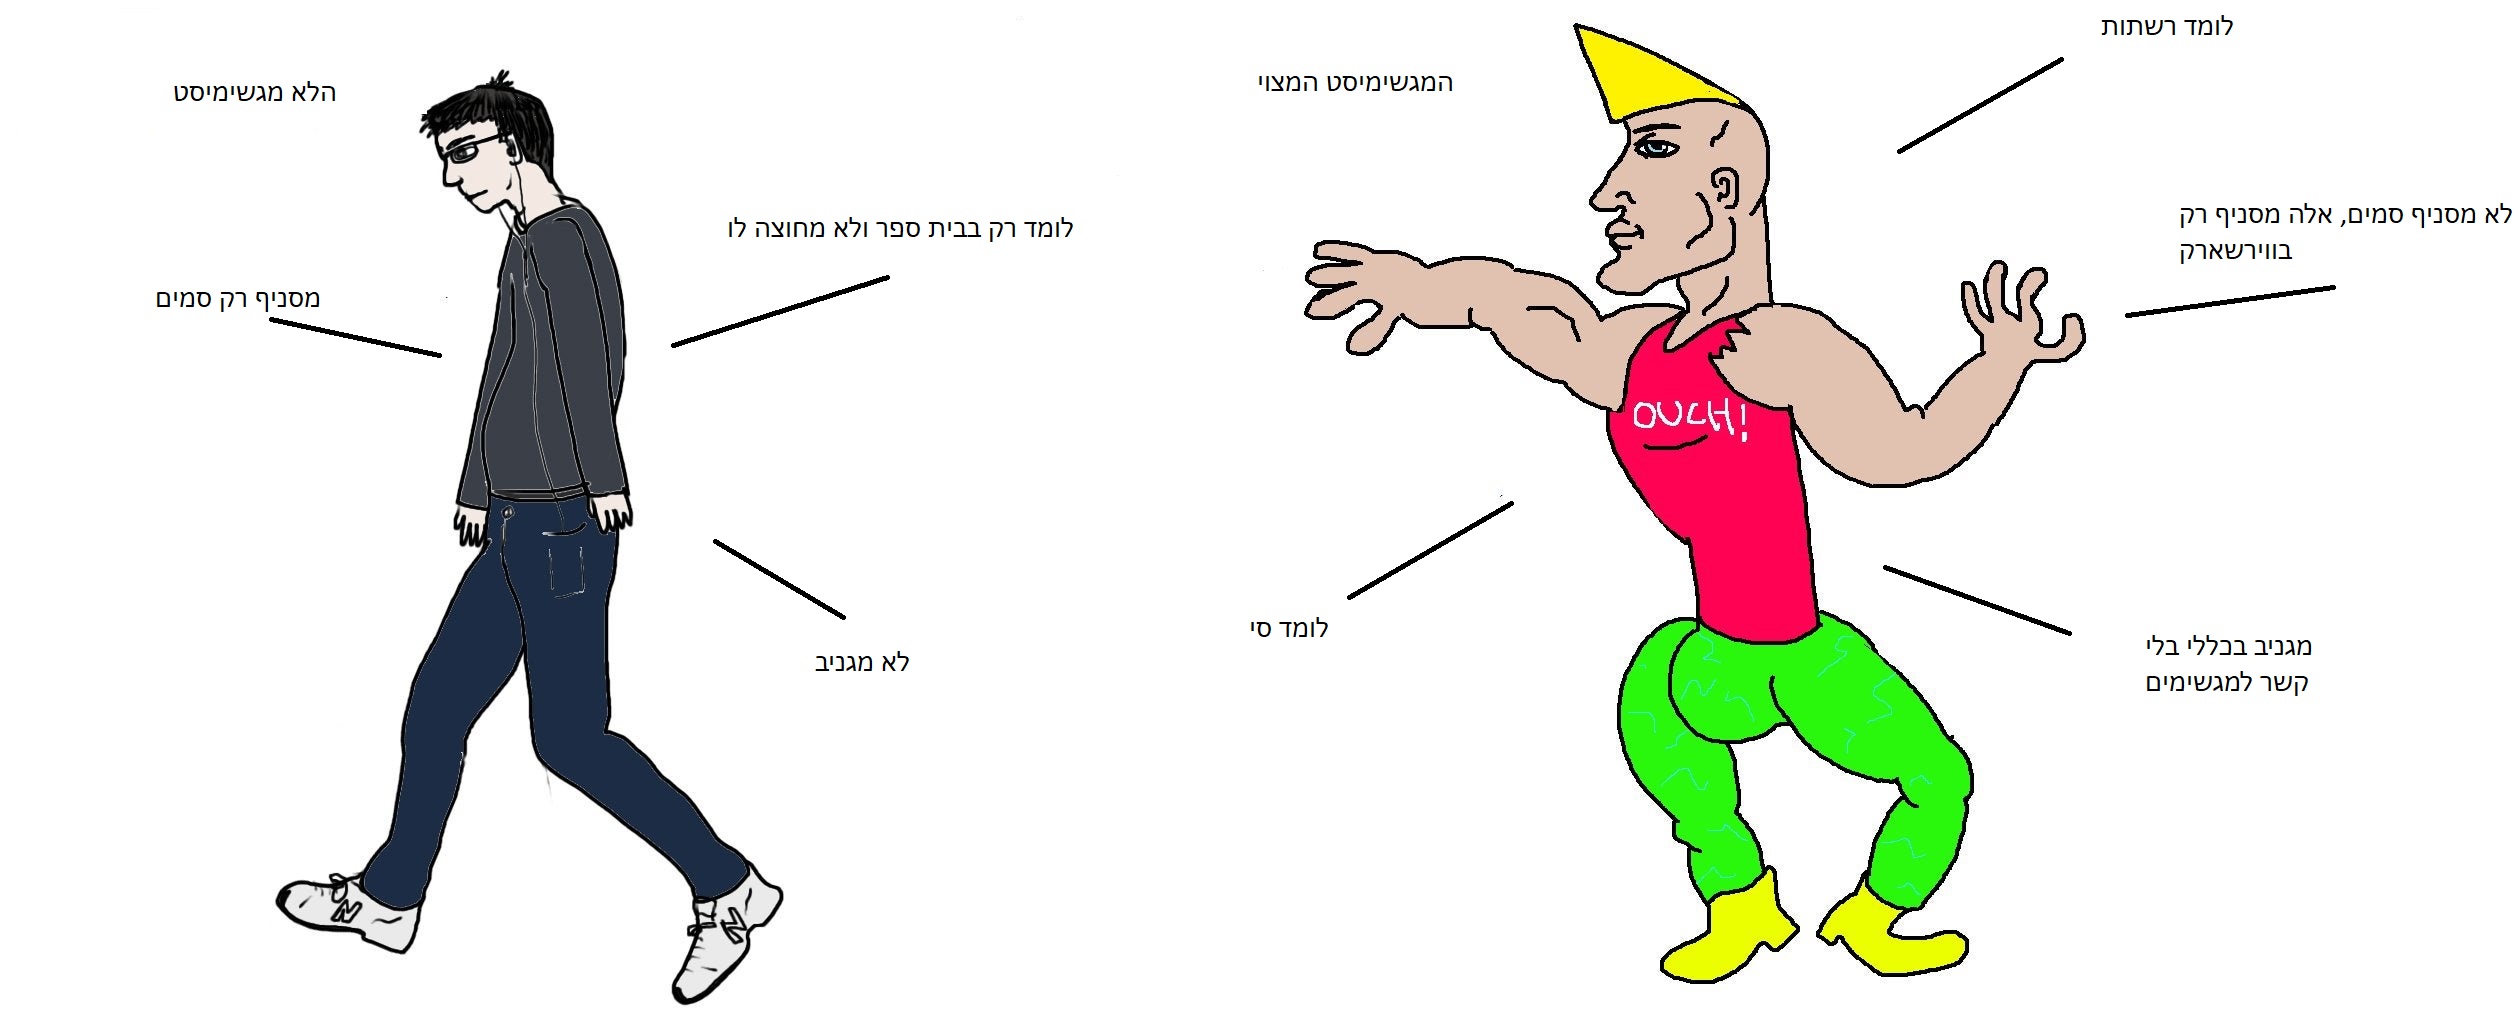 הלא מגשימיסט
לומד רק בבית ספר ולא מחוצה לו
מסניף רק סמים
לא מגניב
המגשימיסט המצוי
לומד רשתות
לא מסניף סמים, אלה מסניף רק
בווירשארק
OUCH!
לומד סי
מגניב בכללי בלי
קשר למגשימים
N
N